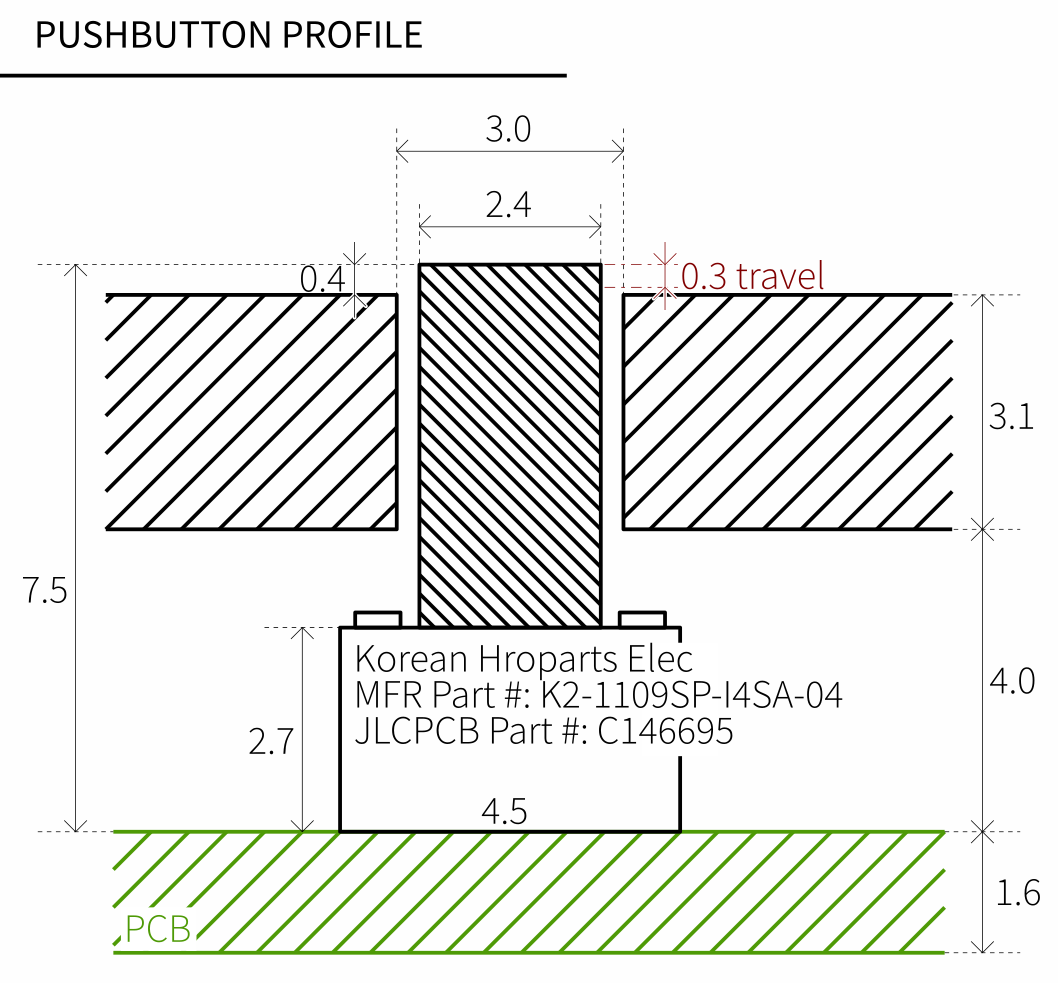 PUSHBUTTON PROFILE
3.0
2.4
0.4
0.3 travel
3.1
7.5
Korean Hroparts Elec
MFR Part #: K2-1109SP-I4SA-04
JLCPCB Part #: C146695
4.0
2.7
4.5
1.6
PCB